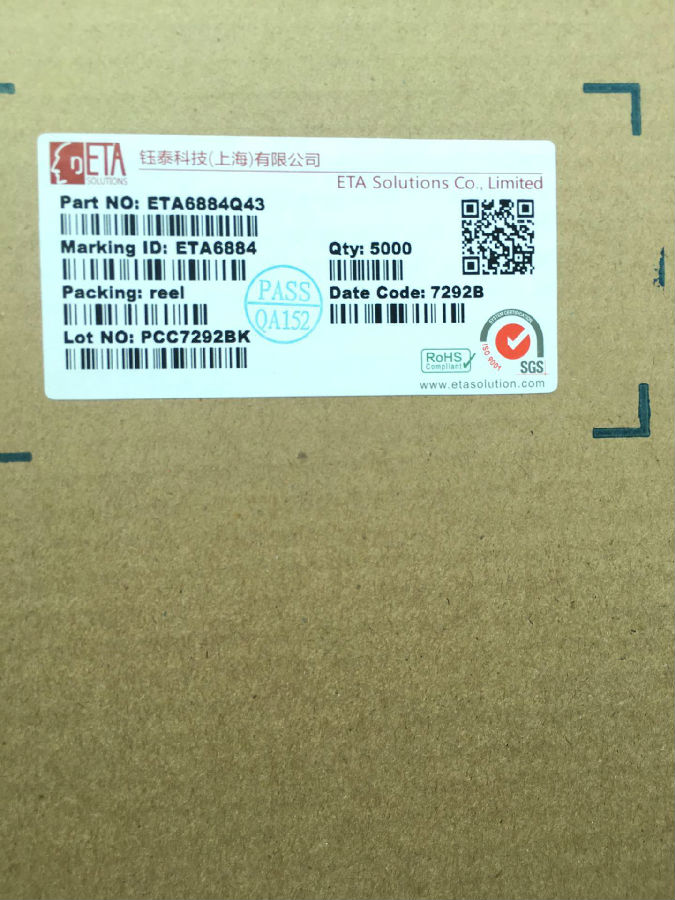 ETA
SOLUTIONS
钰泰科技(上海)有限公司
ETA Solutions Co., Limited
Part NO: ETA6884Q43
Marking ID: ETA6884
Qty: 5000
Packing: reel
Date Code: 7292B
Lot NO: PCC7292BK
PASS
QA152
RoHS
Compliant
SYSTEM CERTIFICATION
ISO 9001
SGS
www.etasolution.com